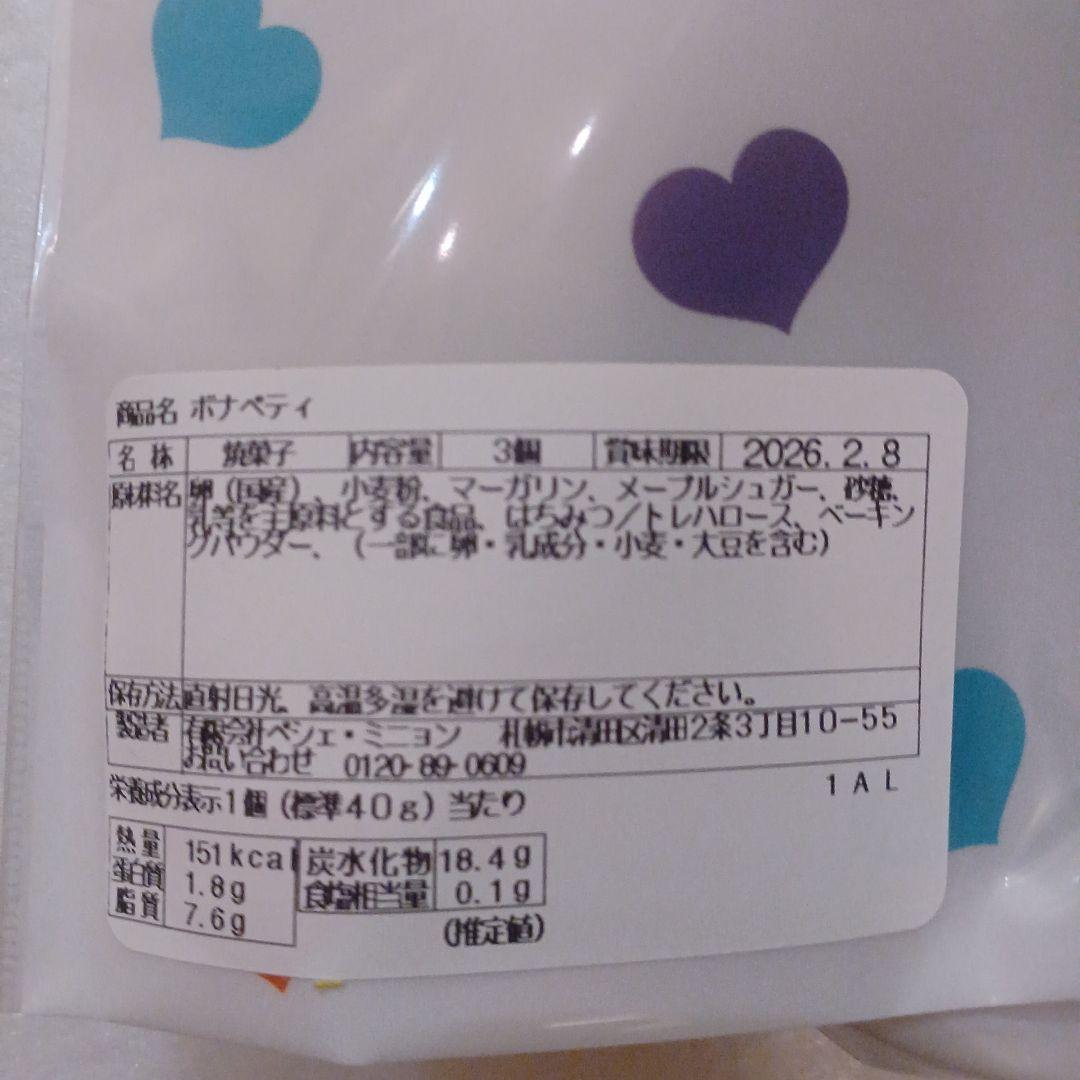 商品名 ボナペティ
名称 焼菓子 内容量 3個 賞味期限 2026.2.8
原材料名 卵（国産）、小麦粉、マーガリン、メープルシュガー、砂糖、
乳等を主原料とする食品、はちみつ／トレハロース、ベーキン
グパウダー、（一部に卵・乳成分・小麦・大豆を含む）
保存方法 直射日光、高温多湿を避けて保存してください。
製造者 有限会社ペシェ・ミニョン 札幌市清田区清田2条3丁目10-55
お問い合わせ 0120-89-0609
1AL
栄養成分表示1個（標準40g）当たり
熱量 151kcal 炭水化物 18.4g
蛋白質 1.8g 食塩相当量 0.1g
脂質 7.6g
（推定値）